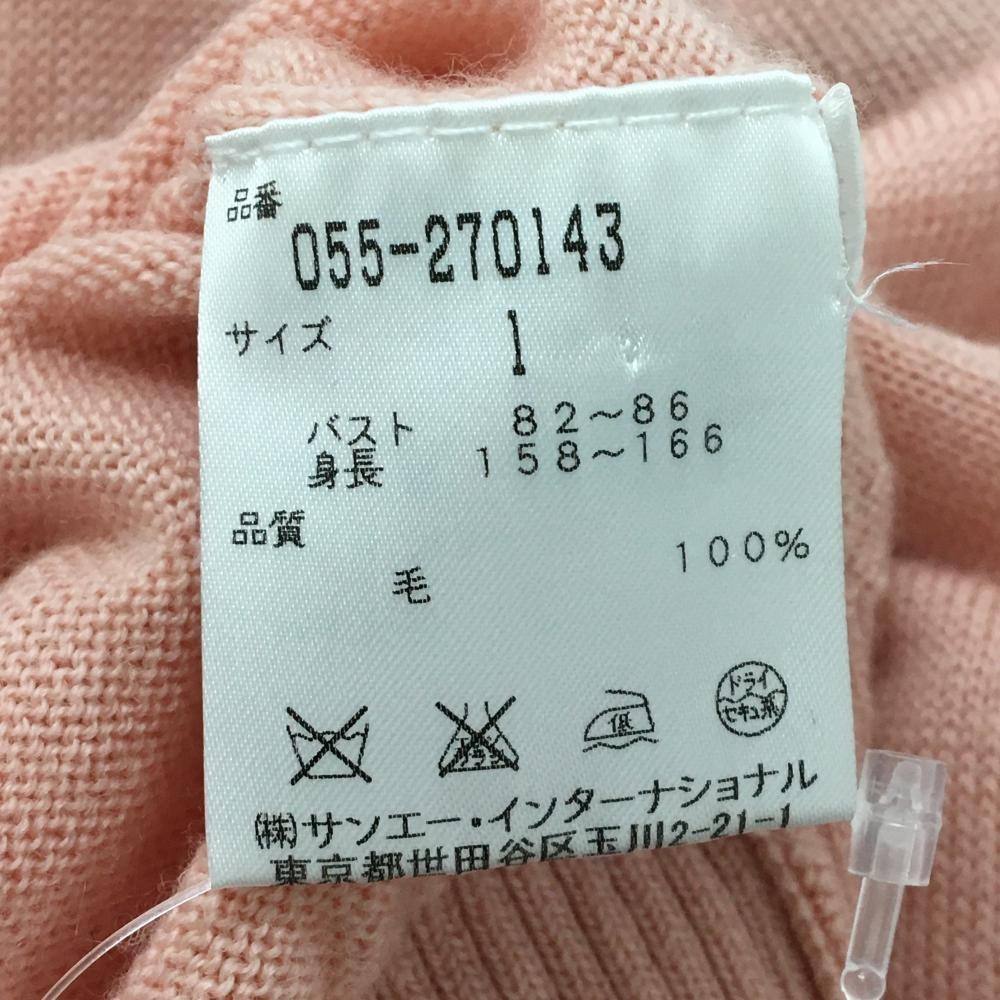 品番
055-270143
サイズ 1
バスト 82～86
身長 158～166
品質
毛 100%
低
ドライ
セキユ系
(株)サンエー・インターナショナル
東京都世田谷区玉川2-21-1